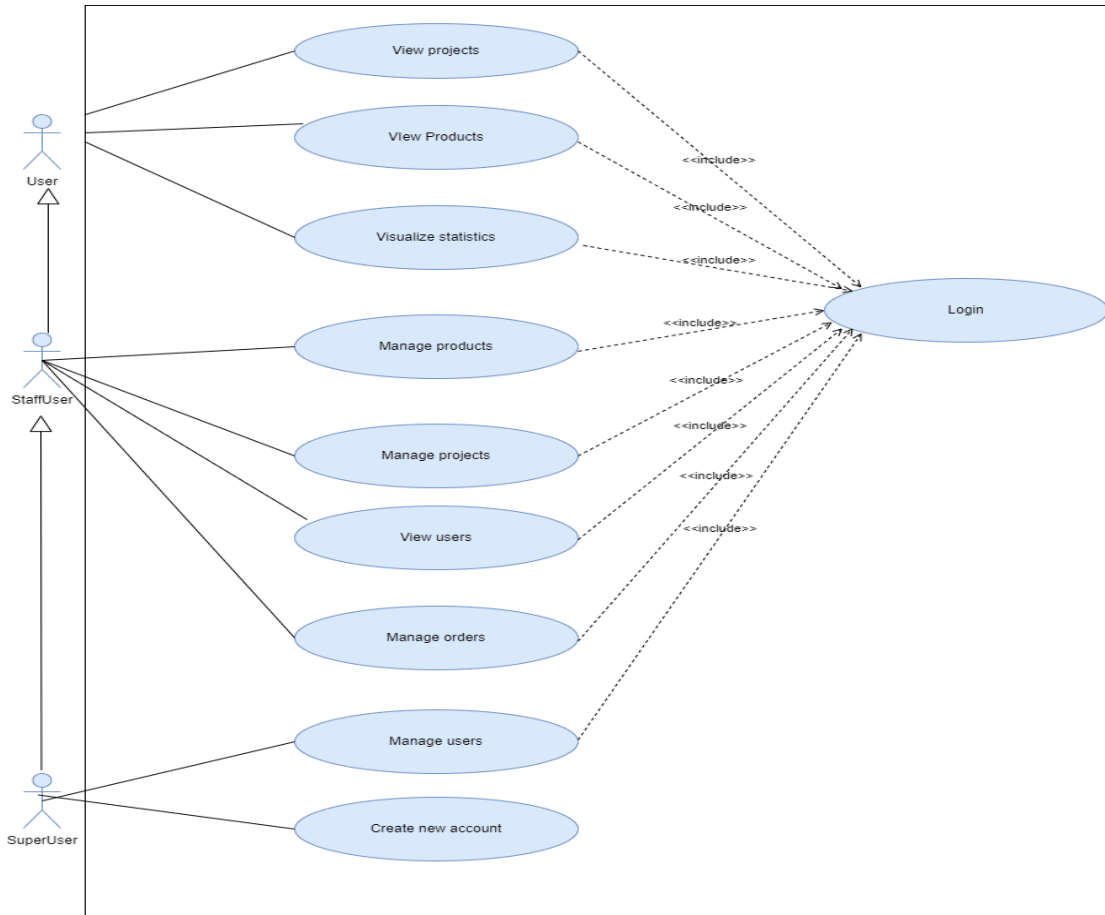 View projects
VIew Products
<<include>>
User
<<include>>
Visualize statistics
<<include>>
Login
<<include>>
Manage products
<<include>>
StaffUser
<<include>>
Manage projects
<<include>>
View users
<<include>>
Manage orders
Manage users
Create new account
SuperUser